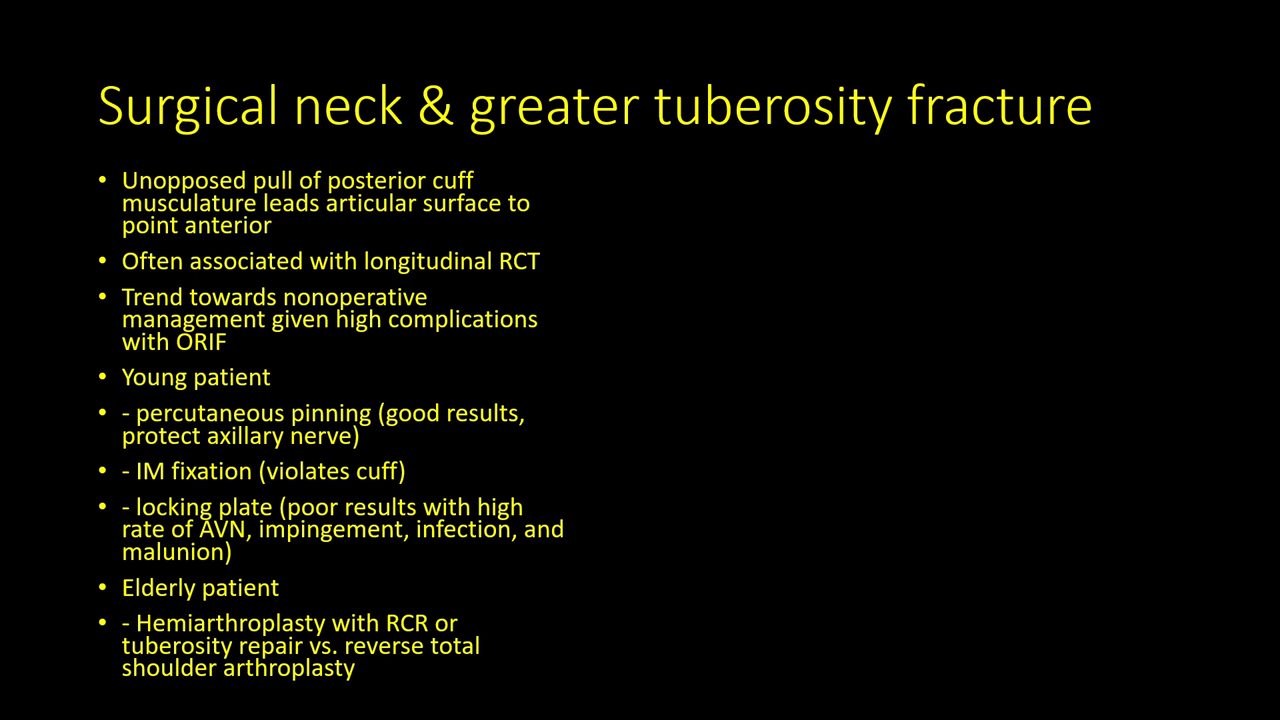 Surgical neck & greater tuberosity fracture
• Unopposed pull of posterior cuff
musculature leads articular surface to
point anterior
• Often associated with longitudinal RCT
• Trend towards nonoperative
management given high complications
with ORIF
• Young patient
• - percutaneous pinning (good results,
protect axillary nerve)
• - IM fixation (violates cuff)
• - locking plate (poor results with high
rate of AVN, impingement, infection, and
malunion)
• Elderly patient
• - Hemiarthroplasty with RCR or
tuberosity repair vs. reverse total
shoulder arthroplasty